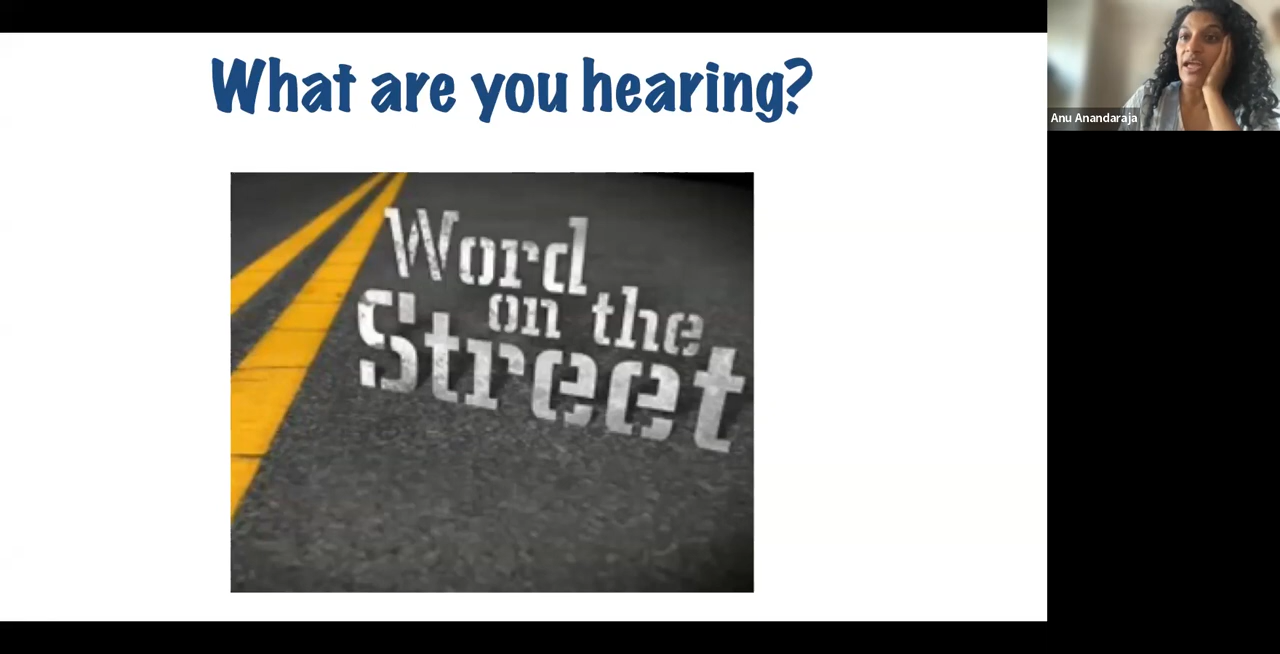 What are you hearing?
Word
on the
Street
Anu Anandaraja